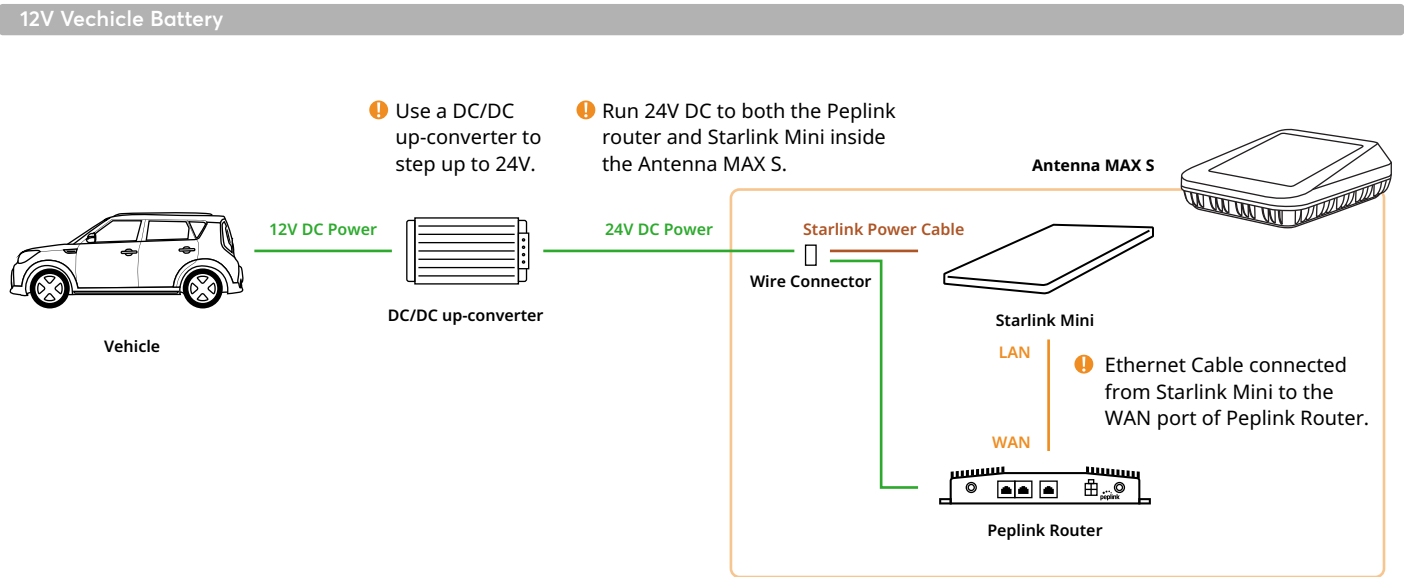 12V Vechicle Battery
Use a DC/DC
up-converter to
step up to 24V.
Run 24V DC to both the Peplink
router and Starlink Mini inside
the Antenna MAX S.
Antenna MAX S
12V DC Power
24V DC Power
Starlink Power Cable
Wire Connector
DC/DC up-converter
Vehicle
Starlink Mini
LAN
Ethernet Cable connected
from Starlink Mini to the
WAN port of Peplink Router.
WAN
peplink
Peplink Router